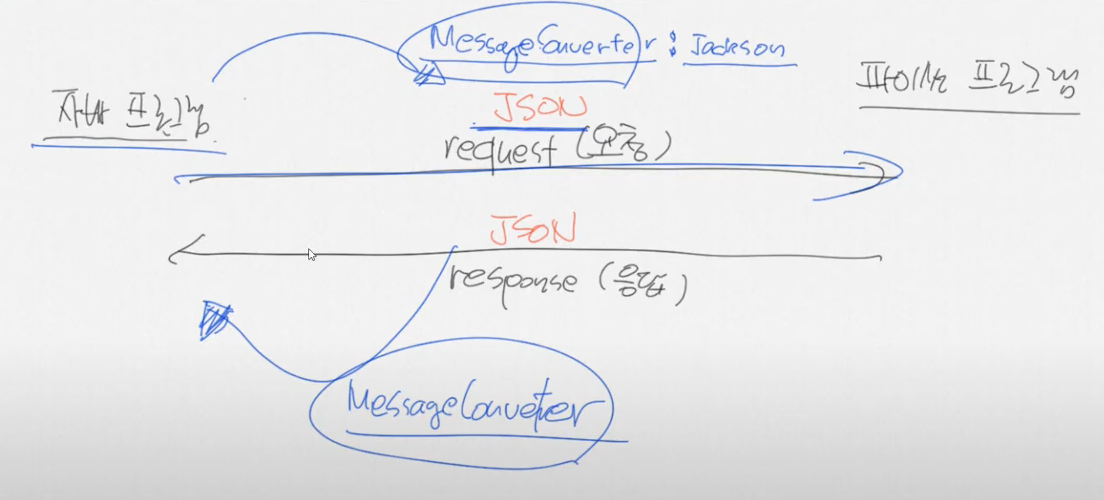 MessageConverter : Jackson
자바 프로그램
파이썬 프로그램
JSON
request (요청)
JSON
response (응답)
MessageConveter